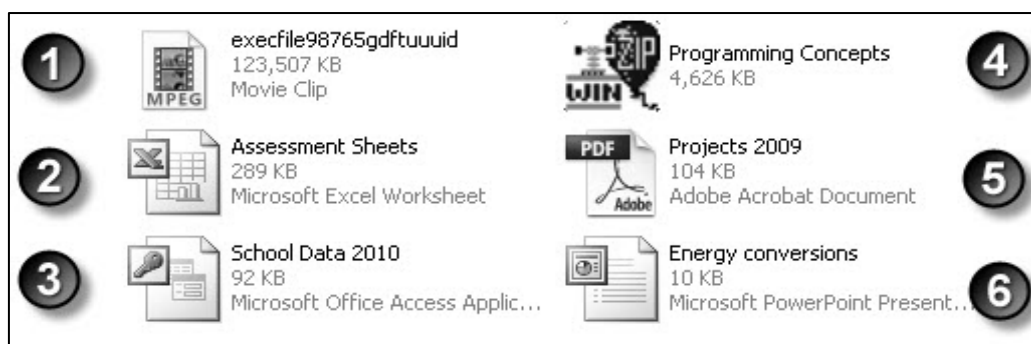 1
execfile98765gdftuuuid
123,507 KB
Movie Clip
MPEG
2
Assessment Sheets
289 KB
Microsoft Excel Worksheet
3
School Data 2010
92 KB
Microsoft Office Access Applic...
ZIP
WIN
Programming Concepts
4,626 KB
4
PDF
Adobe
Projects 2009
104 KB
Adobe Acrobat Document
5
Energy conversions
10 KB
Microsoft PowerPoint Present...
6